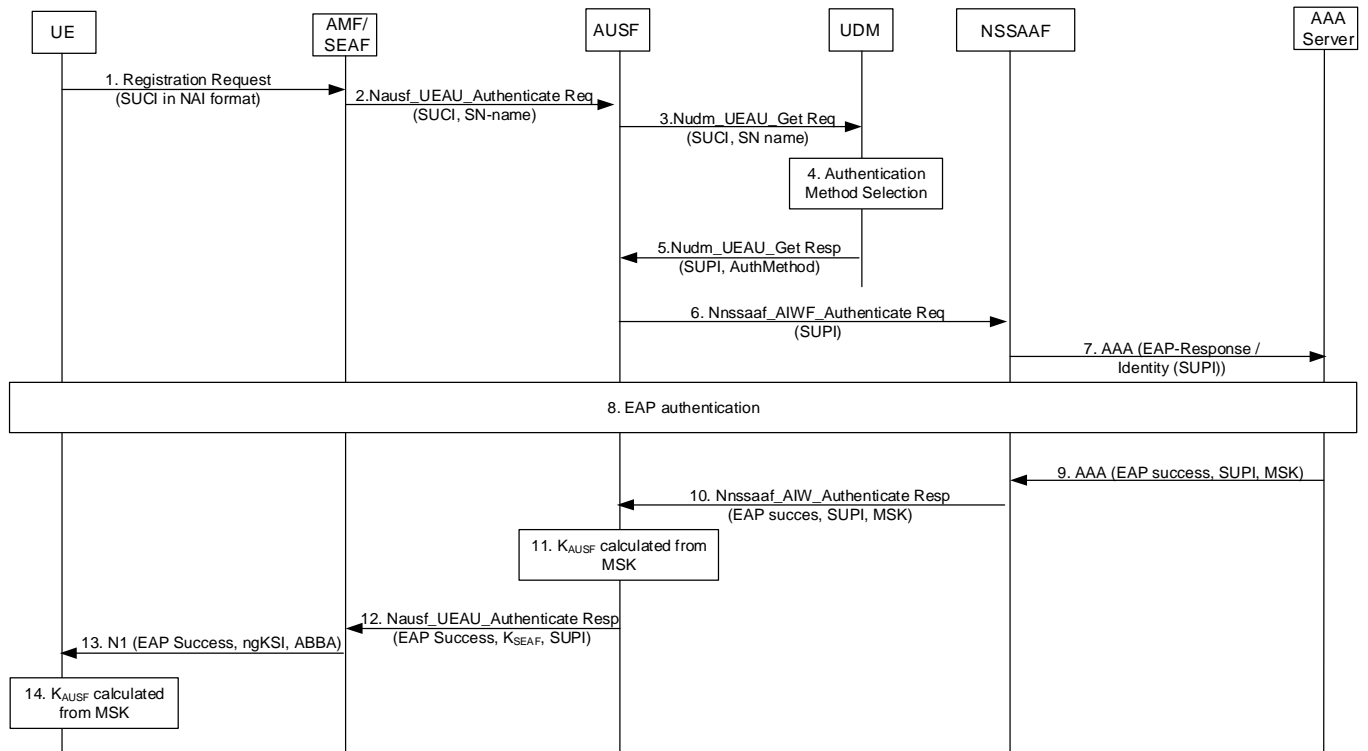 UE
AMF/
SEAF
AUSF
UDM
NSSAAF
AAA
Server
1. Registration Request
(SUCI in NAI format)
2.Nausf_UEAU_Authenticate Req
(SUCI, SN-name)
3.Nudm_UEAU_Get Req
(SUCI, SN name)
4. Authentication
Method Selection
5.Nudm_UEAU_Get Resp
(SUPI, AuthMethod)
6. Nnssaaf_AIWF_Authenticate Req
(SUPI)
7. AAA (EAP-Response /
Identity (SUPI))
8. EAP authentication
9. AAA (EAP success, SUPI, MSK)
10. Nnssaaf_AIW_Authenticate Resp
(EAP succes, SUPI, MSK)
11. KAUSF calculated from
MSK
12. Nausf_UEAU_Authenticate Resp
(EAP Success, KSEAF, SUPI)
13. N1 (EAP Success, ngKSI, ABBA)
14. KAUSF calculated
from MSK